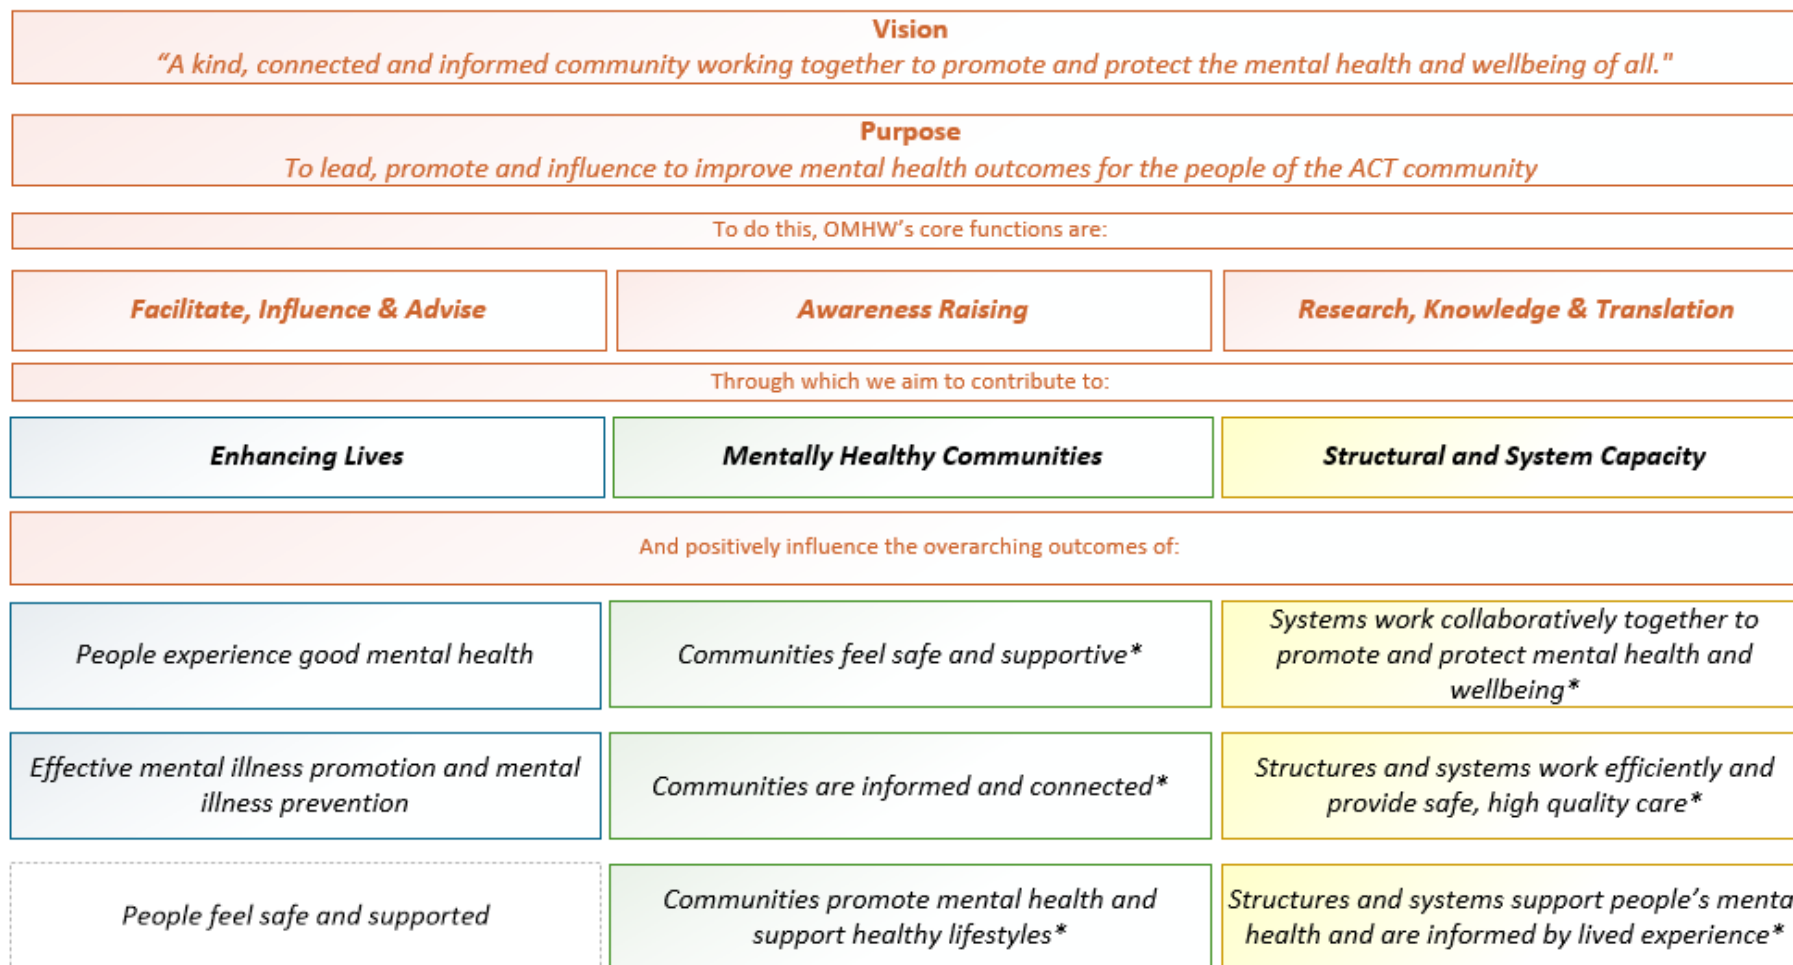 Vision
“A kind, connected and informed community working together to promote and protect the mental health and wellbeing of all."
Purpose
To lead, promote and influence to improve mental health outcomes for the people of the ACT community
To do this, OMHW’s core functions are:
Facilitate, Influence & Advise
Awareness Raising
Research, Knowledge & Translation
Through which we aim to contribute to:
Enhancing Lives
Mentally Healthy Communities
Structural and System Capacity
And positively influence the overarching outcomes of:
People experience good mental health
Communities feel safe and supportive*
Systems work collaboratively together to
promote and protect mental health and
wellbeing*
Effective mental illness promotion and mental
illness prevention
Communities are informed and connected*
Structures and systems work efficiently and
provide safe, high quality care*
People feel safe and supported
Communities promote mental health and
support healthy lifestyles*
Structures and systems support people’s mental
health and are informed by lived experience*